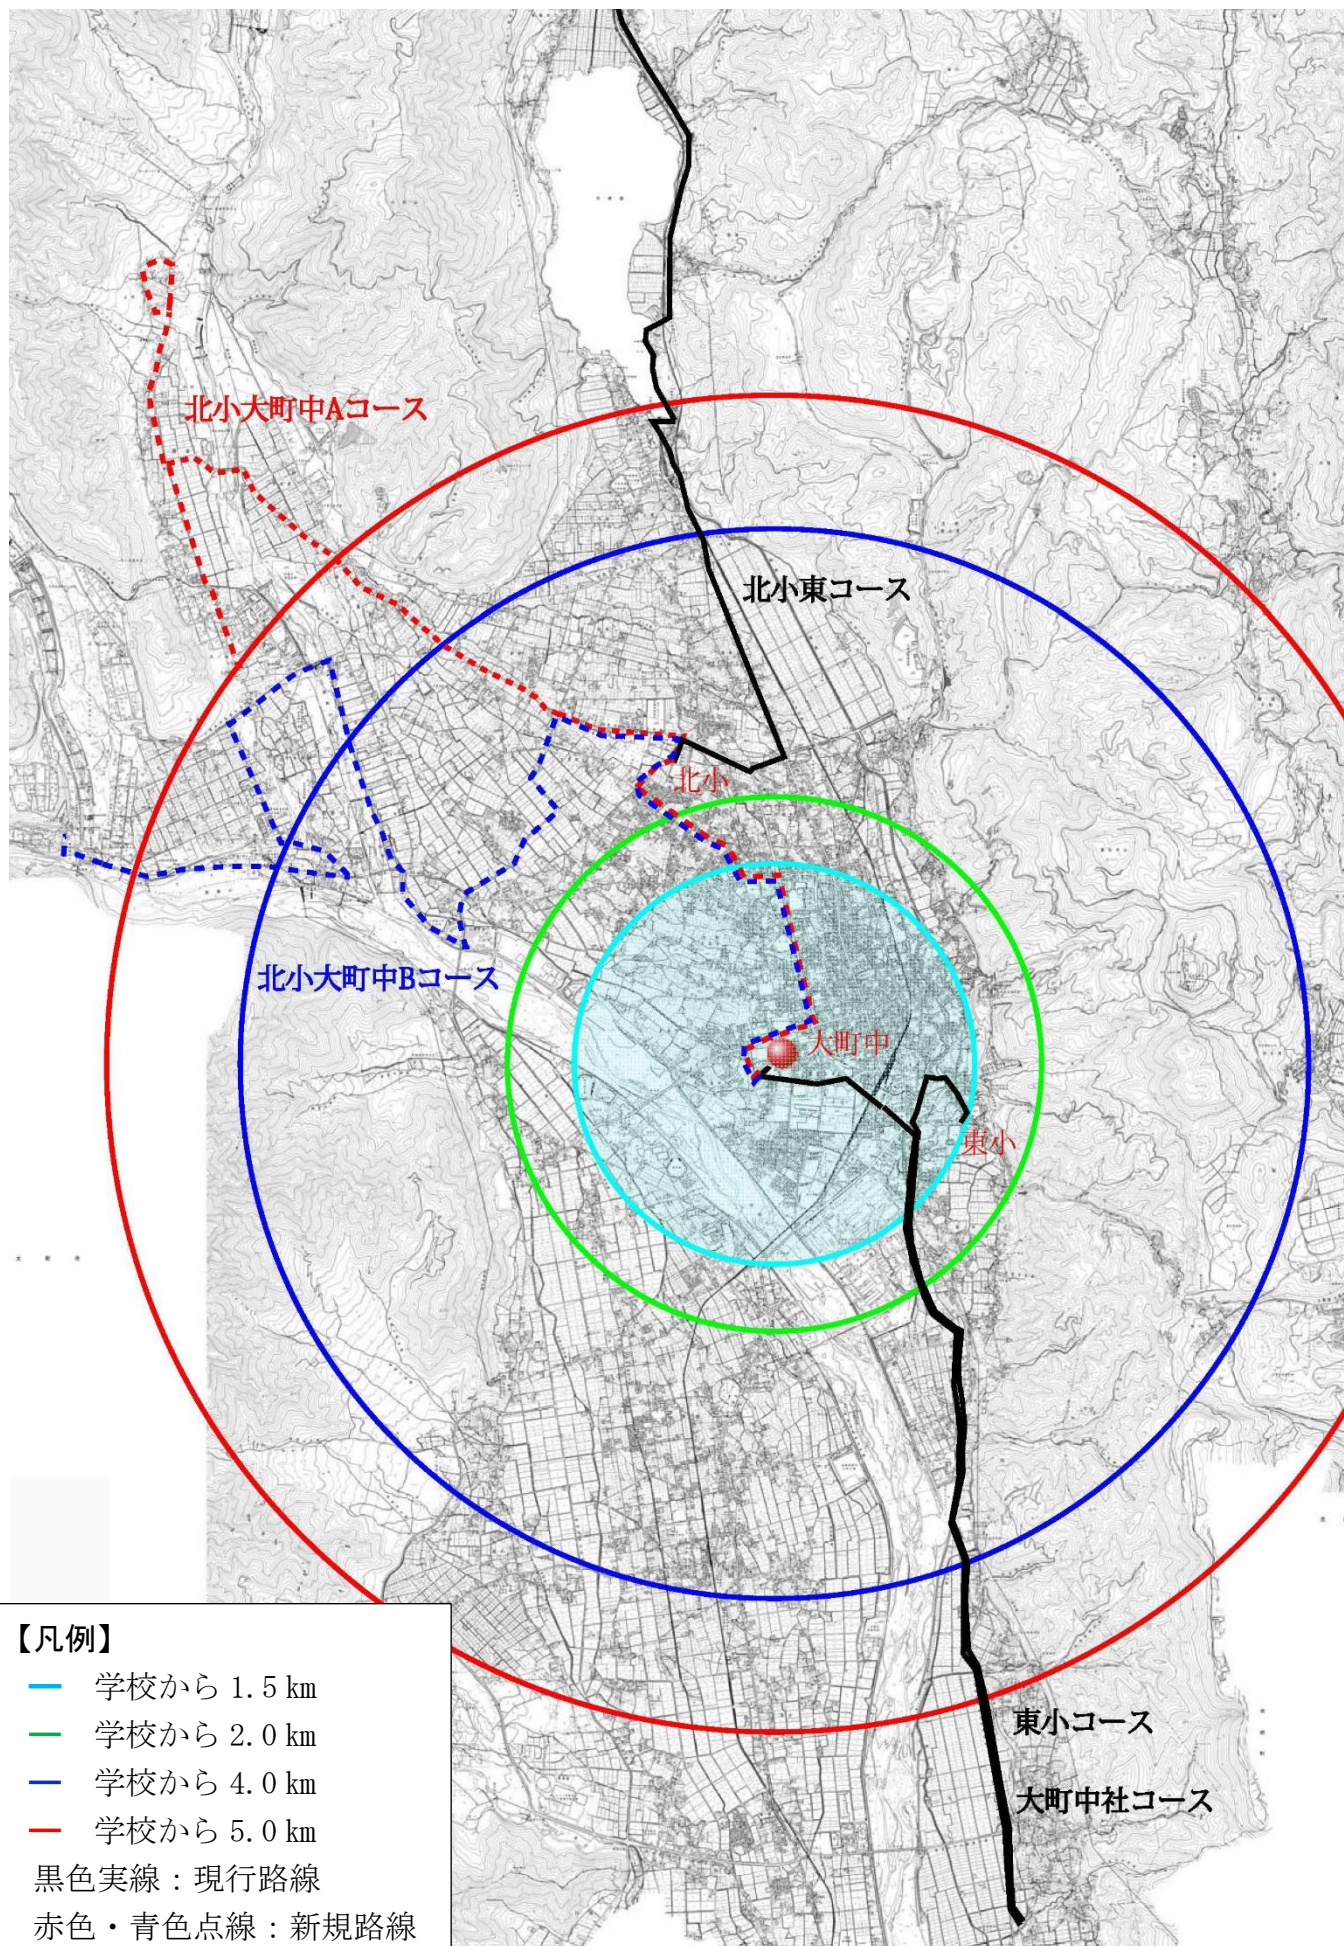 北小大町中Aコース
北小東コース
北小
北小大町中Bコース
大町中
東小
東小コース
大町中社コース
【凡例】
学校から 1.5 km
学校から 2.0 km
学校から 4.0 km
学校から 5.0 km
黒色実線：現行路線
赤色・青色点線：新規路線